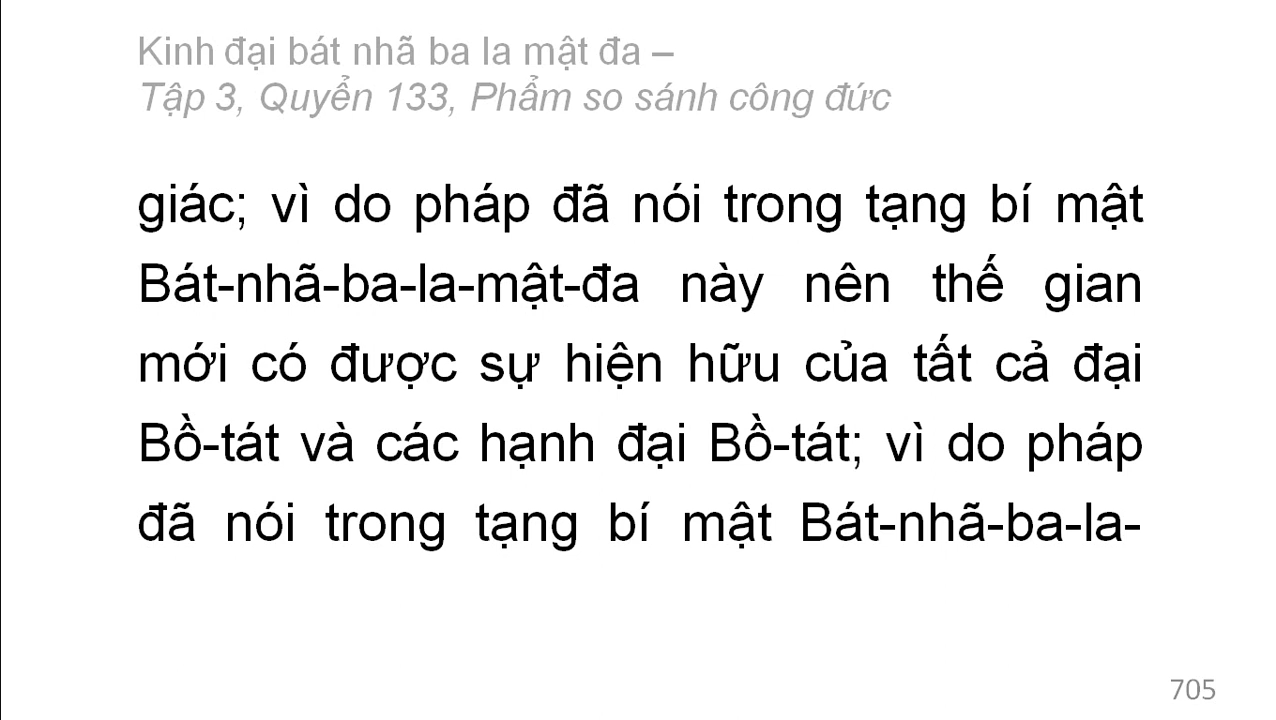 Kinh đại bát nhã ba la mật đa –
Tập 3, Quyển 133, Phẩm so sánh công đức
giác; vì do pháp đã nói trong tạng bí mật
Bát-nhã-ba-la-mật-đa này nên thế gian
mới có được sự hiện hữu của tất cả đại
Bồ-tát và các hạnh đại Bồ-tát; vì do pháp
đã nói trong tạng bí mật Bát-nhã-ba-la-
705